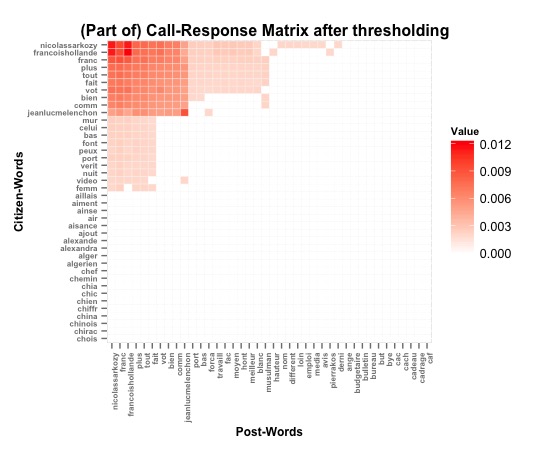 (Part of) Call-Response Matrix after thresholding
Citizen-Words
nicolassarkozy
francoishollande
franc
plus
tout
fait
vot
bien
comm
jeanlucmelenchon
mur
celui
bas
font
peux
port
verit
nuit
video
femm
aillais
aiment
ainse
air
aisance
ajout
alexande
alexandra
alger
algerien
chef
chemin
chia
chic
chien
chiffr
china
chinois
chirac
chois
nicolassarkozy
franc
francoishollande
plus
tout
fait
vot
bien
comm
jeanlucmelenchon
port
bas
forca
travaill
fac
moyen
hont
meilleur
blanc
musulman
hauteur
nom
different
loin
emploi
media
avis
pierrakos
derni
ange
budgetaire
bulletin
bureau
but
bye
cac
cach
cadeau
cadrage
caf
Post-Words
Value
0.012
0.009
0.006
0.003
0.000